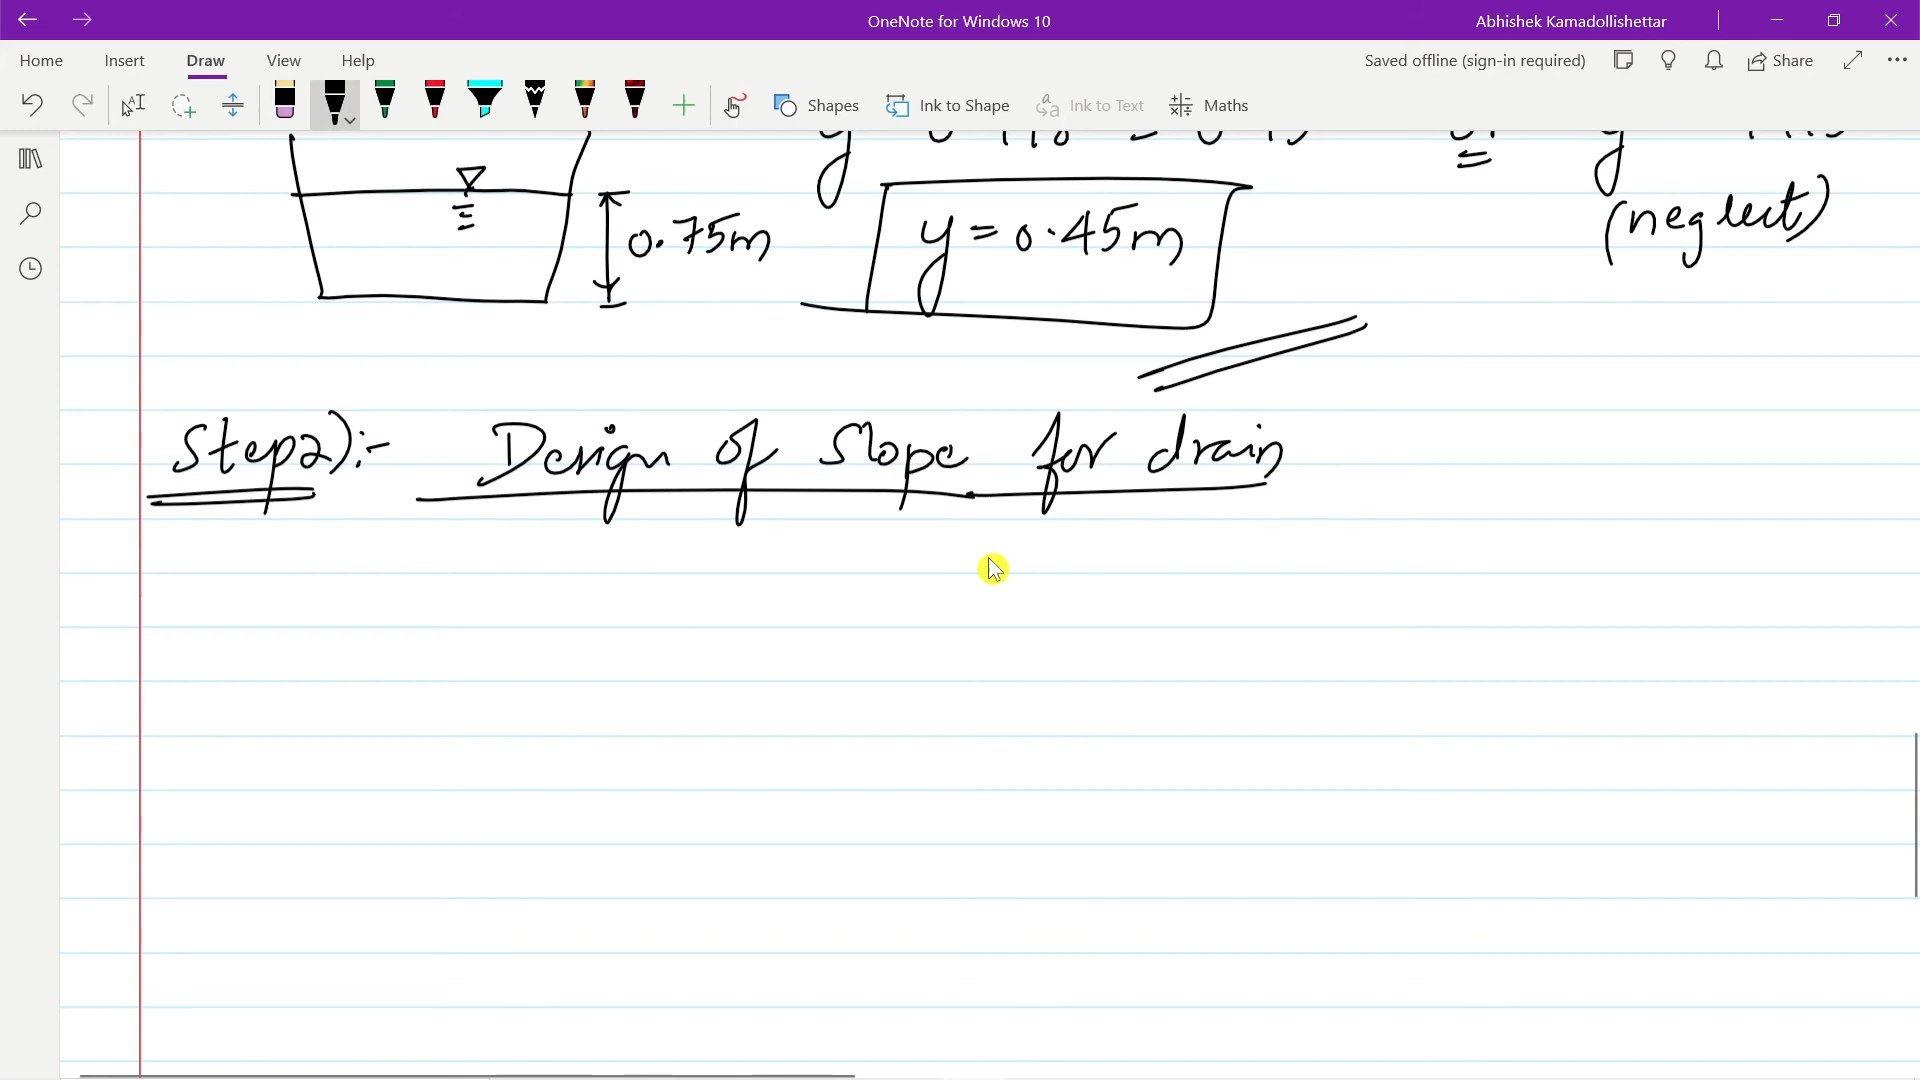 OneNote for Windows 10
Abhishek Kamadollishettar
Home Insert Draw View Help
Saved offline (sign-in required) Share
Shapes Ink to Shape Ink to Text Maths
0.75m
y = 0.45m
(neglect)
Step2):- Design of Slope for drain